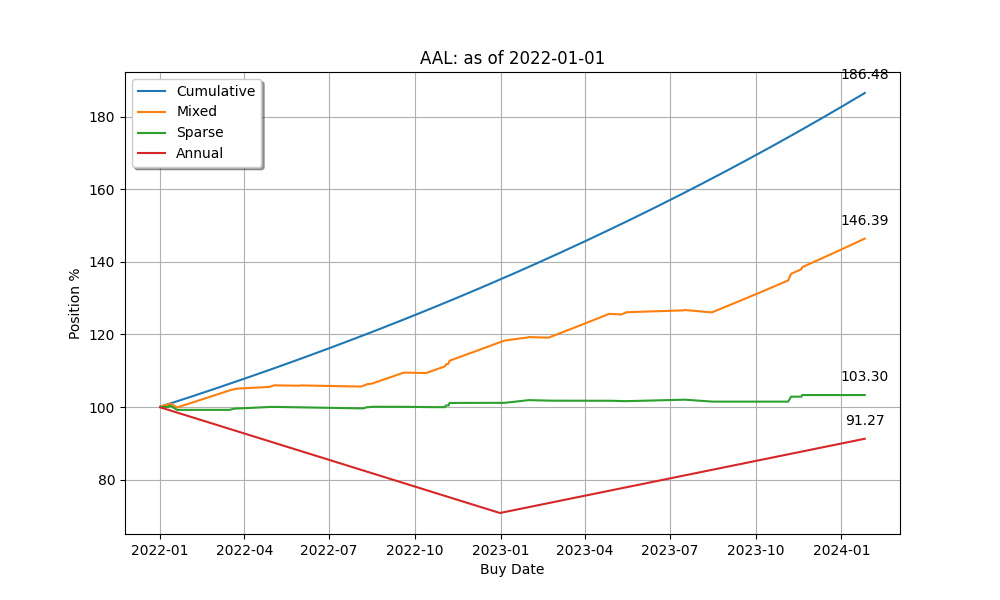 AAL: as of 2022-01-01
Cumulative
Mixed
Sparse
Annual
186.48
146.39
103.30
91.27
Position %
180
160
140
120
100
80
2022-01 2022-04 2022-07 2022-10 2023-01 2023-04 2023-07 2023-10 2024-01
Buy Date